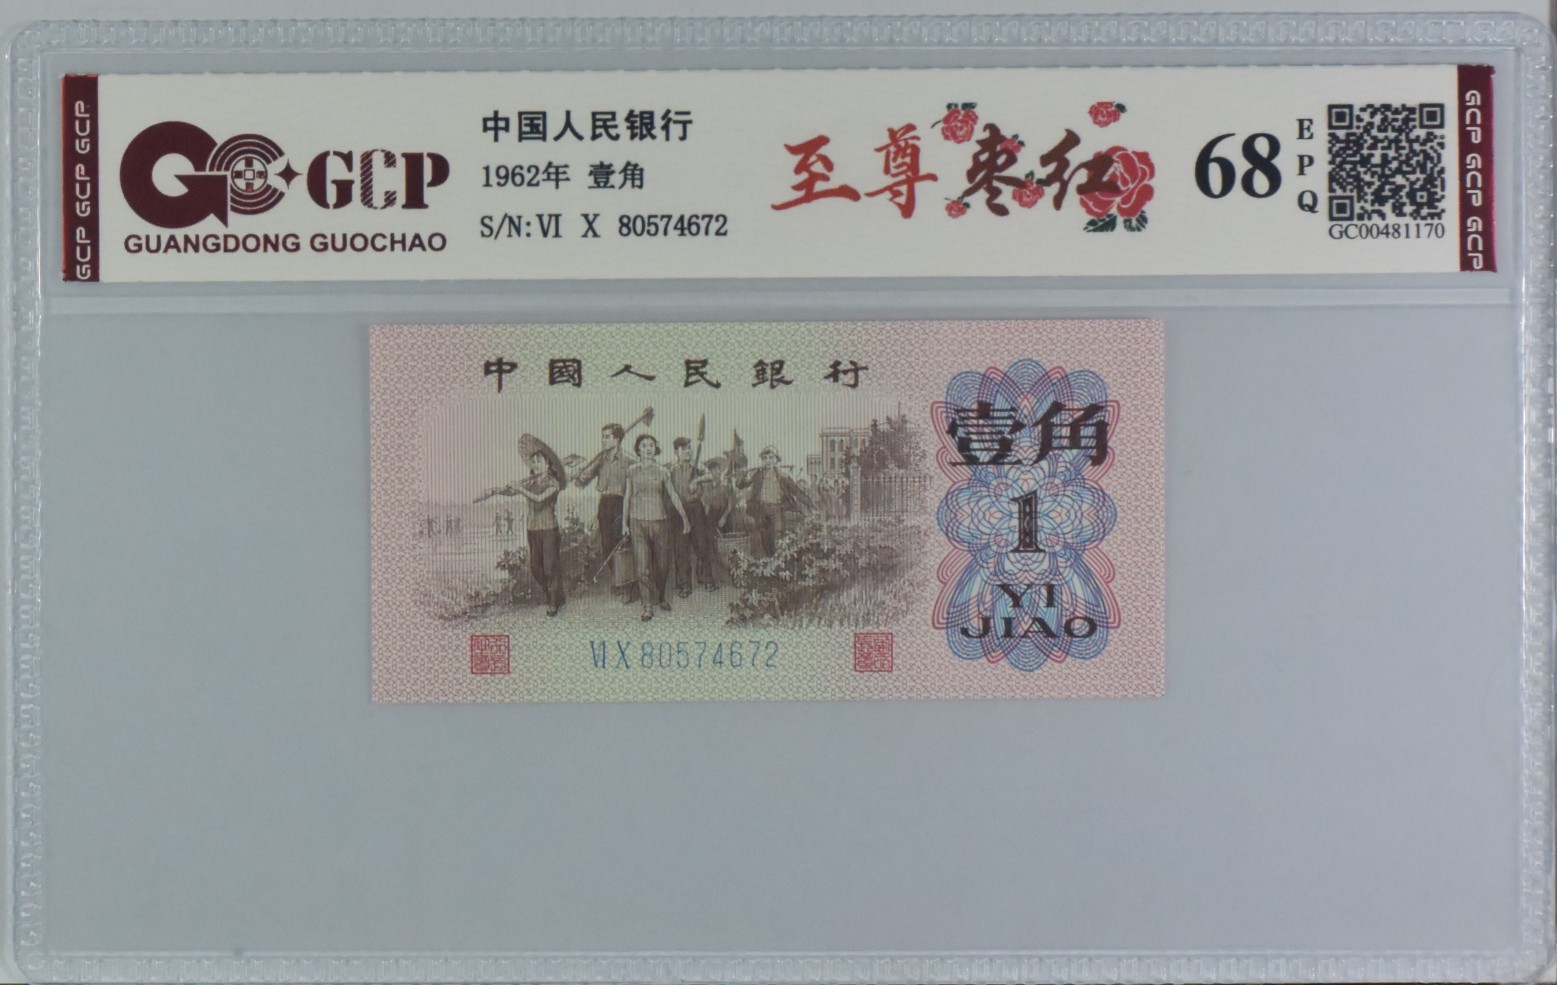 GCP GCP GCP
GCP
GUANGDONG GUOCHAO
中国人民银行
1962年 壹角
S/N: VI X 80574672
至尊枣红
68
EPQ
GC00481170
GCP GCP GCP
中國人民銀行
壹角
1
YI
JIAO
VI X 80574672